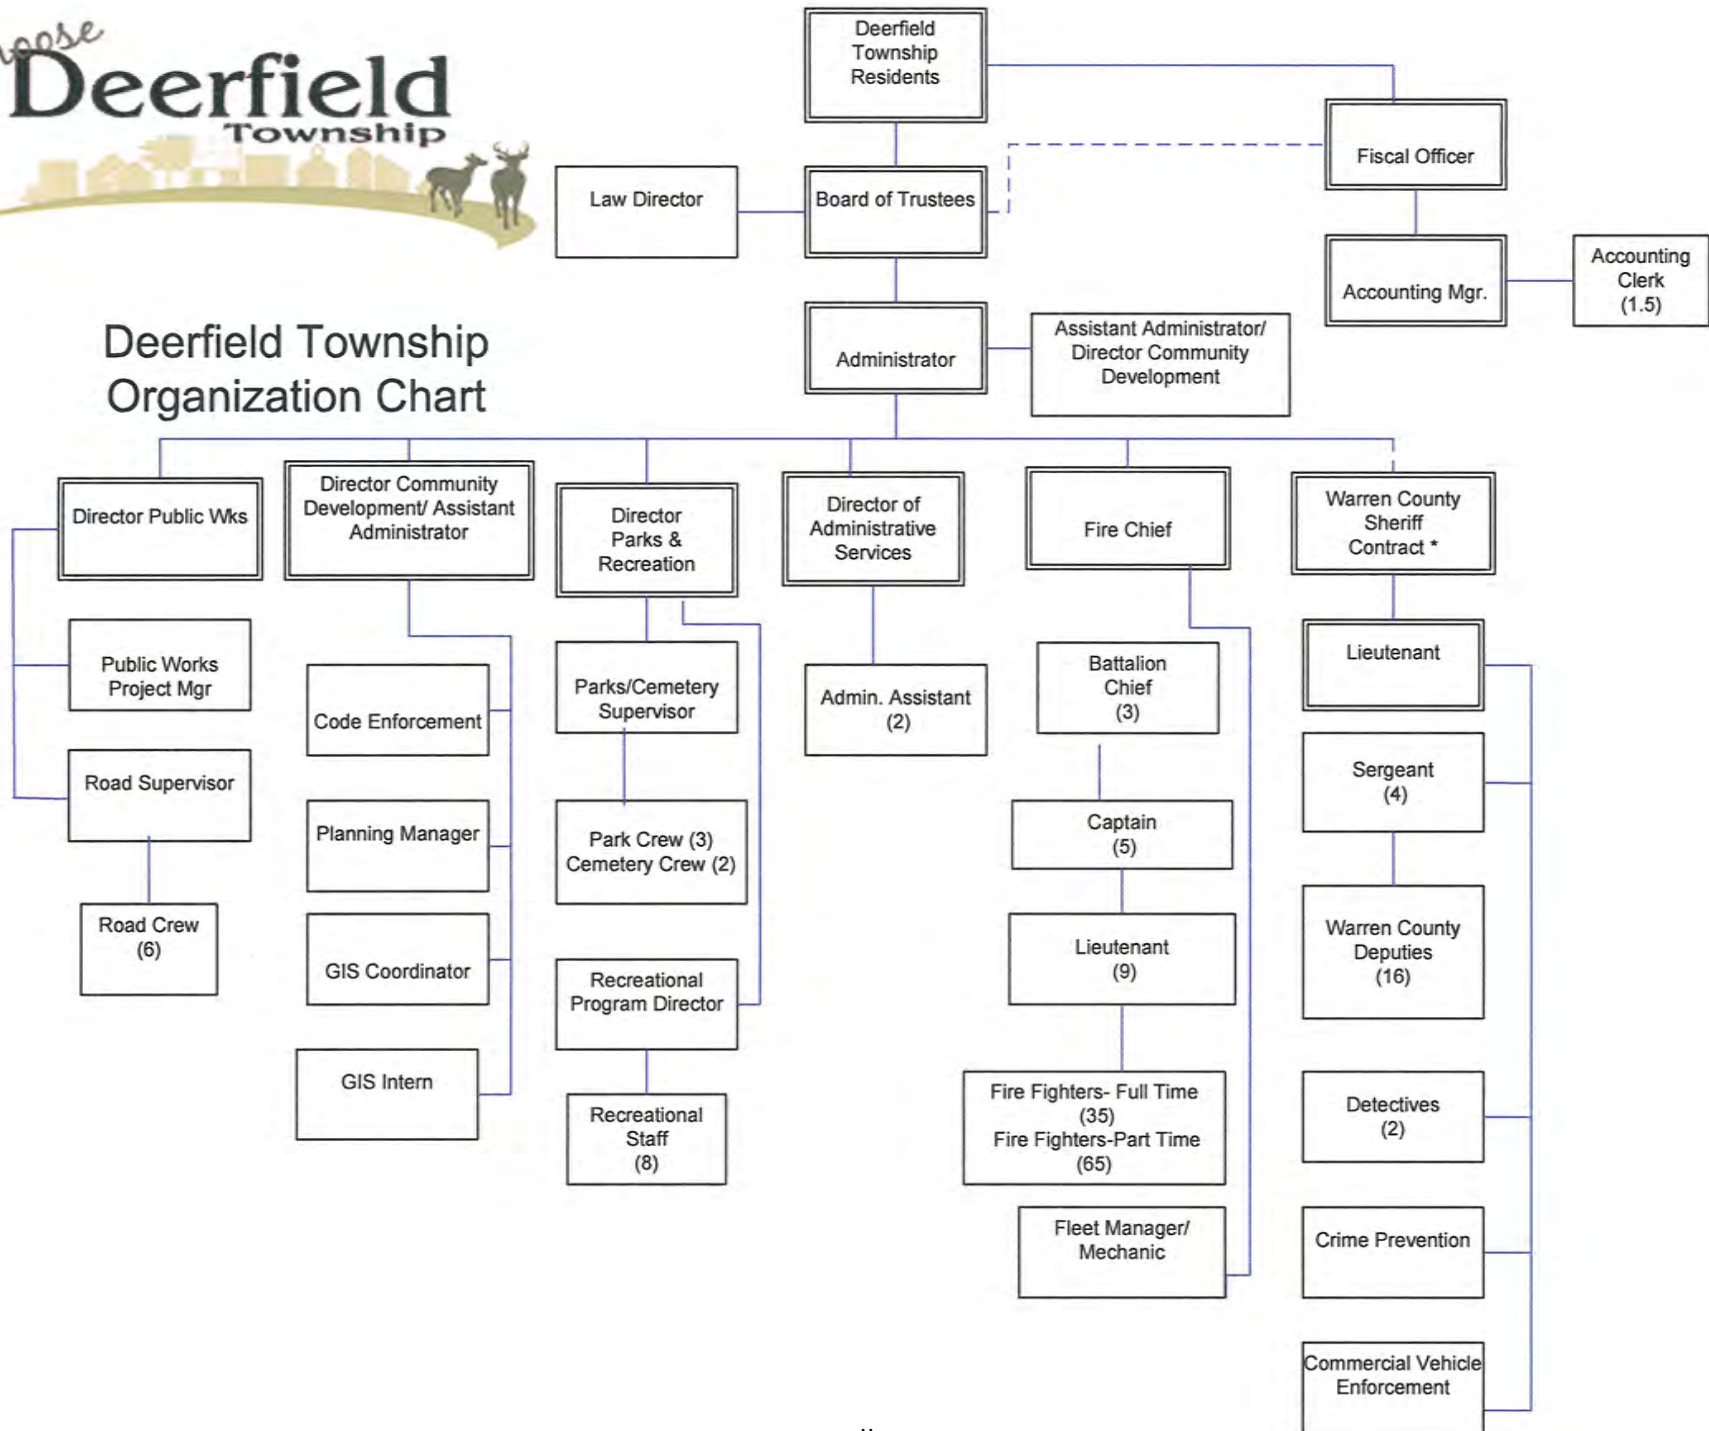 Deerfield
Township
Deerfield Township
Organization Chart
Deerfield
Township
Residents
Fiscal Officer
Law Director
Board of Trustees
Accounting Mgr.
Accounting
Clerk
(1.5)
Administrator
Assistant Administrator/
Director Community
Development
Director Public Wks
Public Works
Project Mgr
Road Supervisor
Road Crew
(6)
Director Community
Development/ Assistant
Administrator
Code Enforcement
Planning Manager
GIS Coordinator
GIS Intern
Director
Parks &
Recreation
Parks/Cemetery
Supervisor
Park Crew (3)
Cemetery Crew (2)
Recreational
Program Director
Recreational
Staff
(8)
Director of
Administrative
Services
Admin. Assistant
(2)
Fire Chief
Battalion
Chief
(3)
Captain
(5)
Lieutenant
(9)
Fire Fighters- Full Time
(35)
Fire Fighters-Part Time
(65)
Fleet Manager/
Mechanic
Warren County
Sheriff
Contract *
Lieutenant
Sergeant
(4)
Warren County
Deputies
(16)
Detectives
(2)
Crime Prevention
Commercial Vehicle
Enforcement